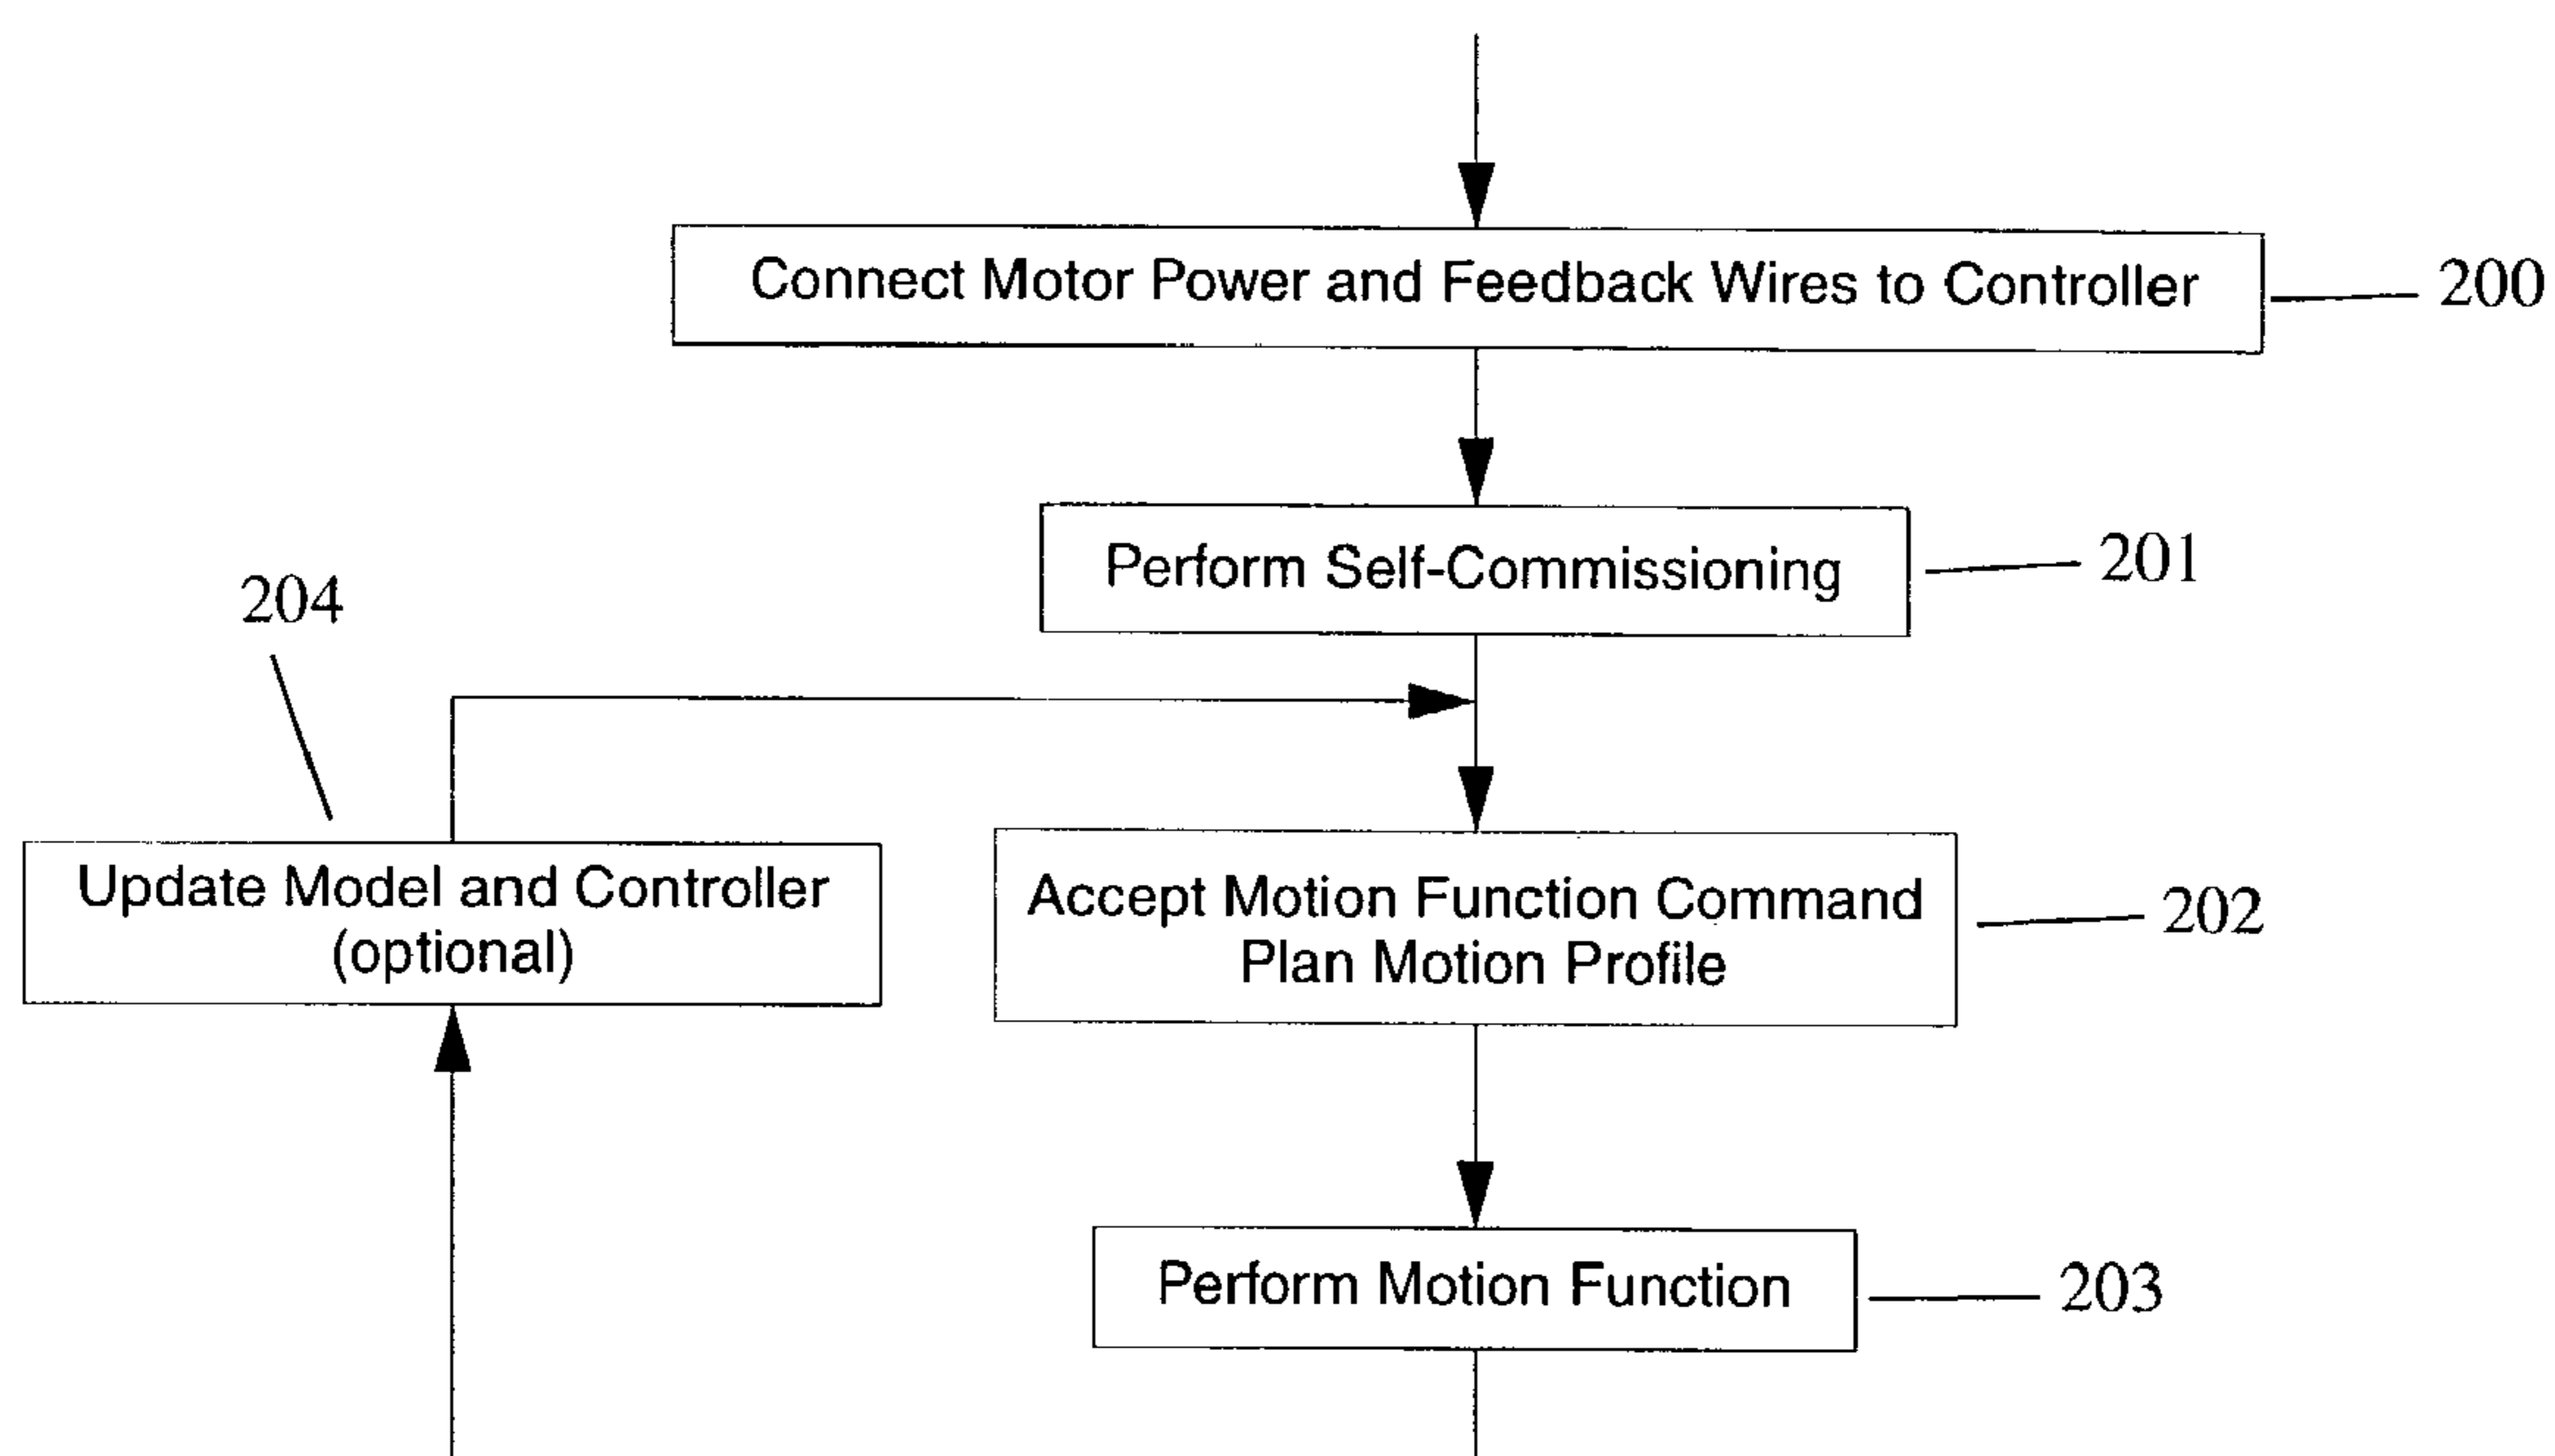 Connect Motor Power and Feedback Wires to Controller
200
Perform Self-Commissioning
201
204
Update Model and Controller
(optional)
Accept Motion Function Command
Plan Motion Profile
202
Perform Motion Function
203